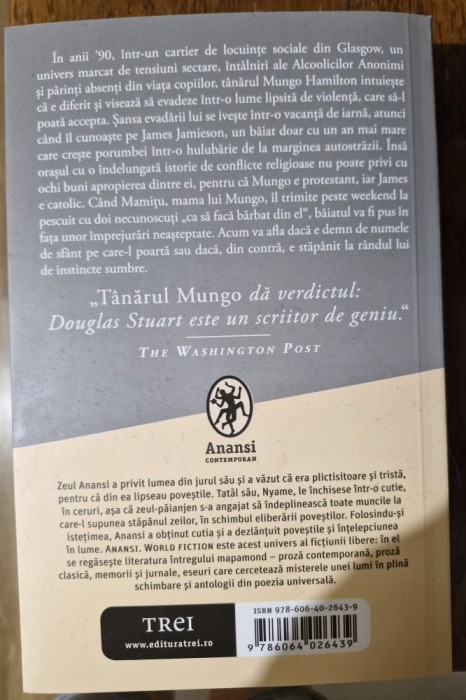 În anii '90, într-un cartier de locuințe sociale din Glasgow, un
univers marcat de tensiuni sectare, întâlniri ale Alcoolicilor Anonimi
și părinți absenți din viața copiilor, tânărul Mungo Hamilton intuiește
că e diferit și visează să evadeze într-o lume lipsită de violență, care să-l
poată accepta. Șansa evadării lui se ivește într-o vacanță de iarnă, atunci
când îl cunoaște pe James Jamieson, un băiat doar cu un an mai mare
care crește porumbei într-o hulubărie de la marginea autostrăzii. Însă
orașul cu o îndelungată istorie de conflicte religioase nu poate privi cu
ochi buni apropierea dintre ei, pentru că Mungo e protestant, iar James
e catolic. Când Mamițu, mama lui Mungo, îl trimite peste weekend la
pescuit cu doi necunoscuți „ca să facă bărbat din el", băiatul va fi pus în
fața unor împrejurări neașteptate. Acum va afla dacă e demn de numele
de sfânt pe care-l poartă sau dacă, din contră, e stăpânit la rândul lui
de instincte sumbre.
„Tânărul Mungo dă verdictul:
Douglas Stuart este un scriitor de geniu."
THE WASHINGTON POST
Anansi
CONTEMPORAN
Zeul Anansi a privit lumea din jurul său și a văzut că era plictisitoare și tristă,
pentru că din ea lipseau poveștile. Tatăl său, Nyame, le închisese într-o cutie,
în ceruri, așa că zeul-păianjen s-a angajat să îndeplinească toate muncile la
care-l supunea stăpânul zeilor, în schimbul eliberării poveștilor. Folosindu-și
istețimea, Anansi a obținut cutia și a dezlănțuit poveștile și înțelepciunea
în lume. ANANSI. WORLD FICTION este acest univers al ficțiunii libere: în el
se regăsește literatura întregului mapamond – proză contemporană, proză
clasică, memorii și jurnale, eseuri care cercetează misterele unei lumi în plină
schimbare și antologii din poezia universală.
TREI
www.edituratrei.ro
ISBN 978-606-40-2643-9
9 786064 026439